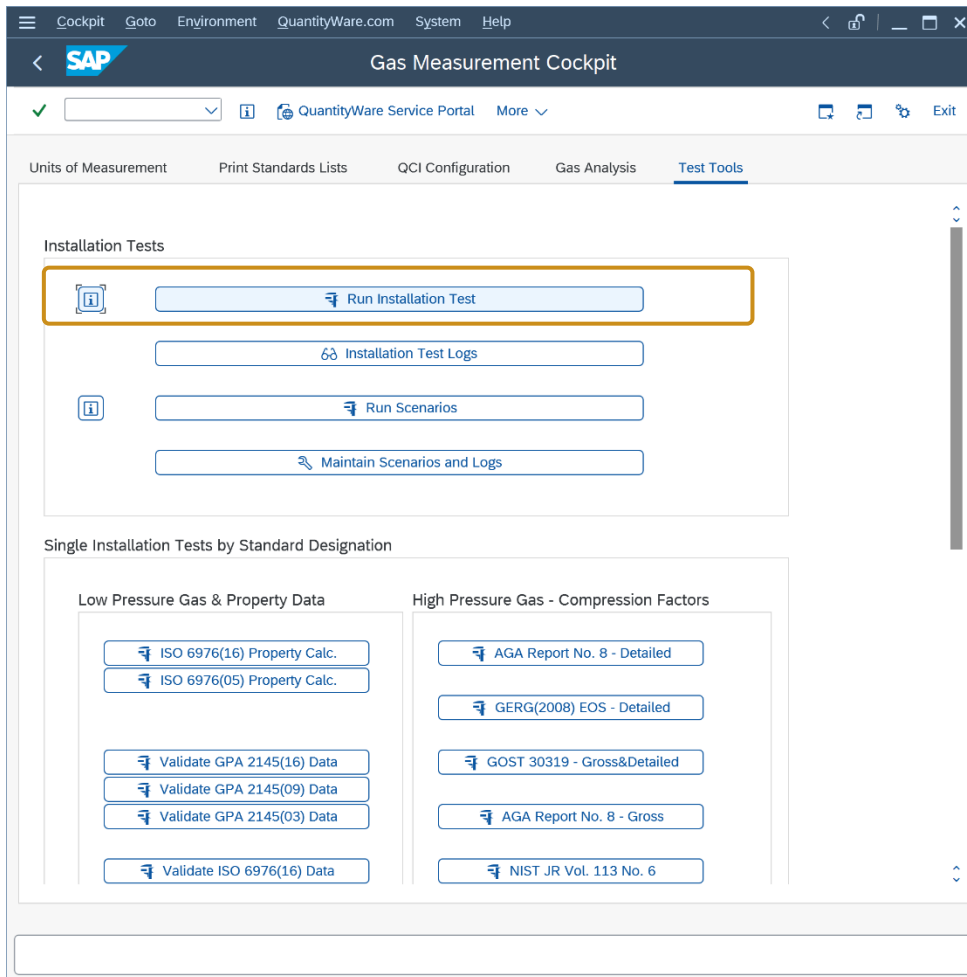 Cockpit Goto Environment QuantityWare.com System Help
SAP Gas Measurement Cockpit
QuantityWare Service Portal More Exit
Units of Measurement Print Standards Lists QCI Configuration Gas Analysis Test Tools
Installation Tests
Run Installation Test
Installation Test Logs
Run Scenarios
Maintain Scenarios and Logs
Single Installation Tests by Standard Designation
Low Pressure Gas & Property Data High Pressure Gas - Compression Factors
ISO 6976(16) Property Calc. AGA Report No. 8 - Detailed
ISO 6976(05) Property Calc.
GERG(2008) EOS - Detailed
Validate GPA 2145(16) Data GOST 30319 - Gross&Detailed
Validate GPA 2145(09) Data
Validate GPA 2145(03) Data AGA Report No. 8 - Gross
Validate ISO 6976(16) Data NIST JR Vol. 113 No. 6